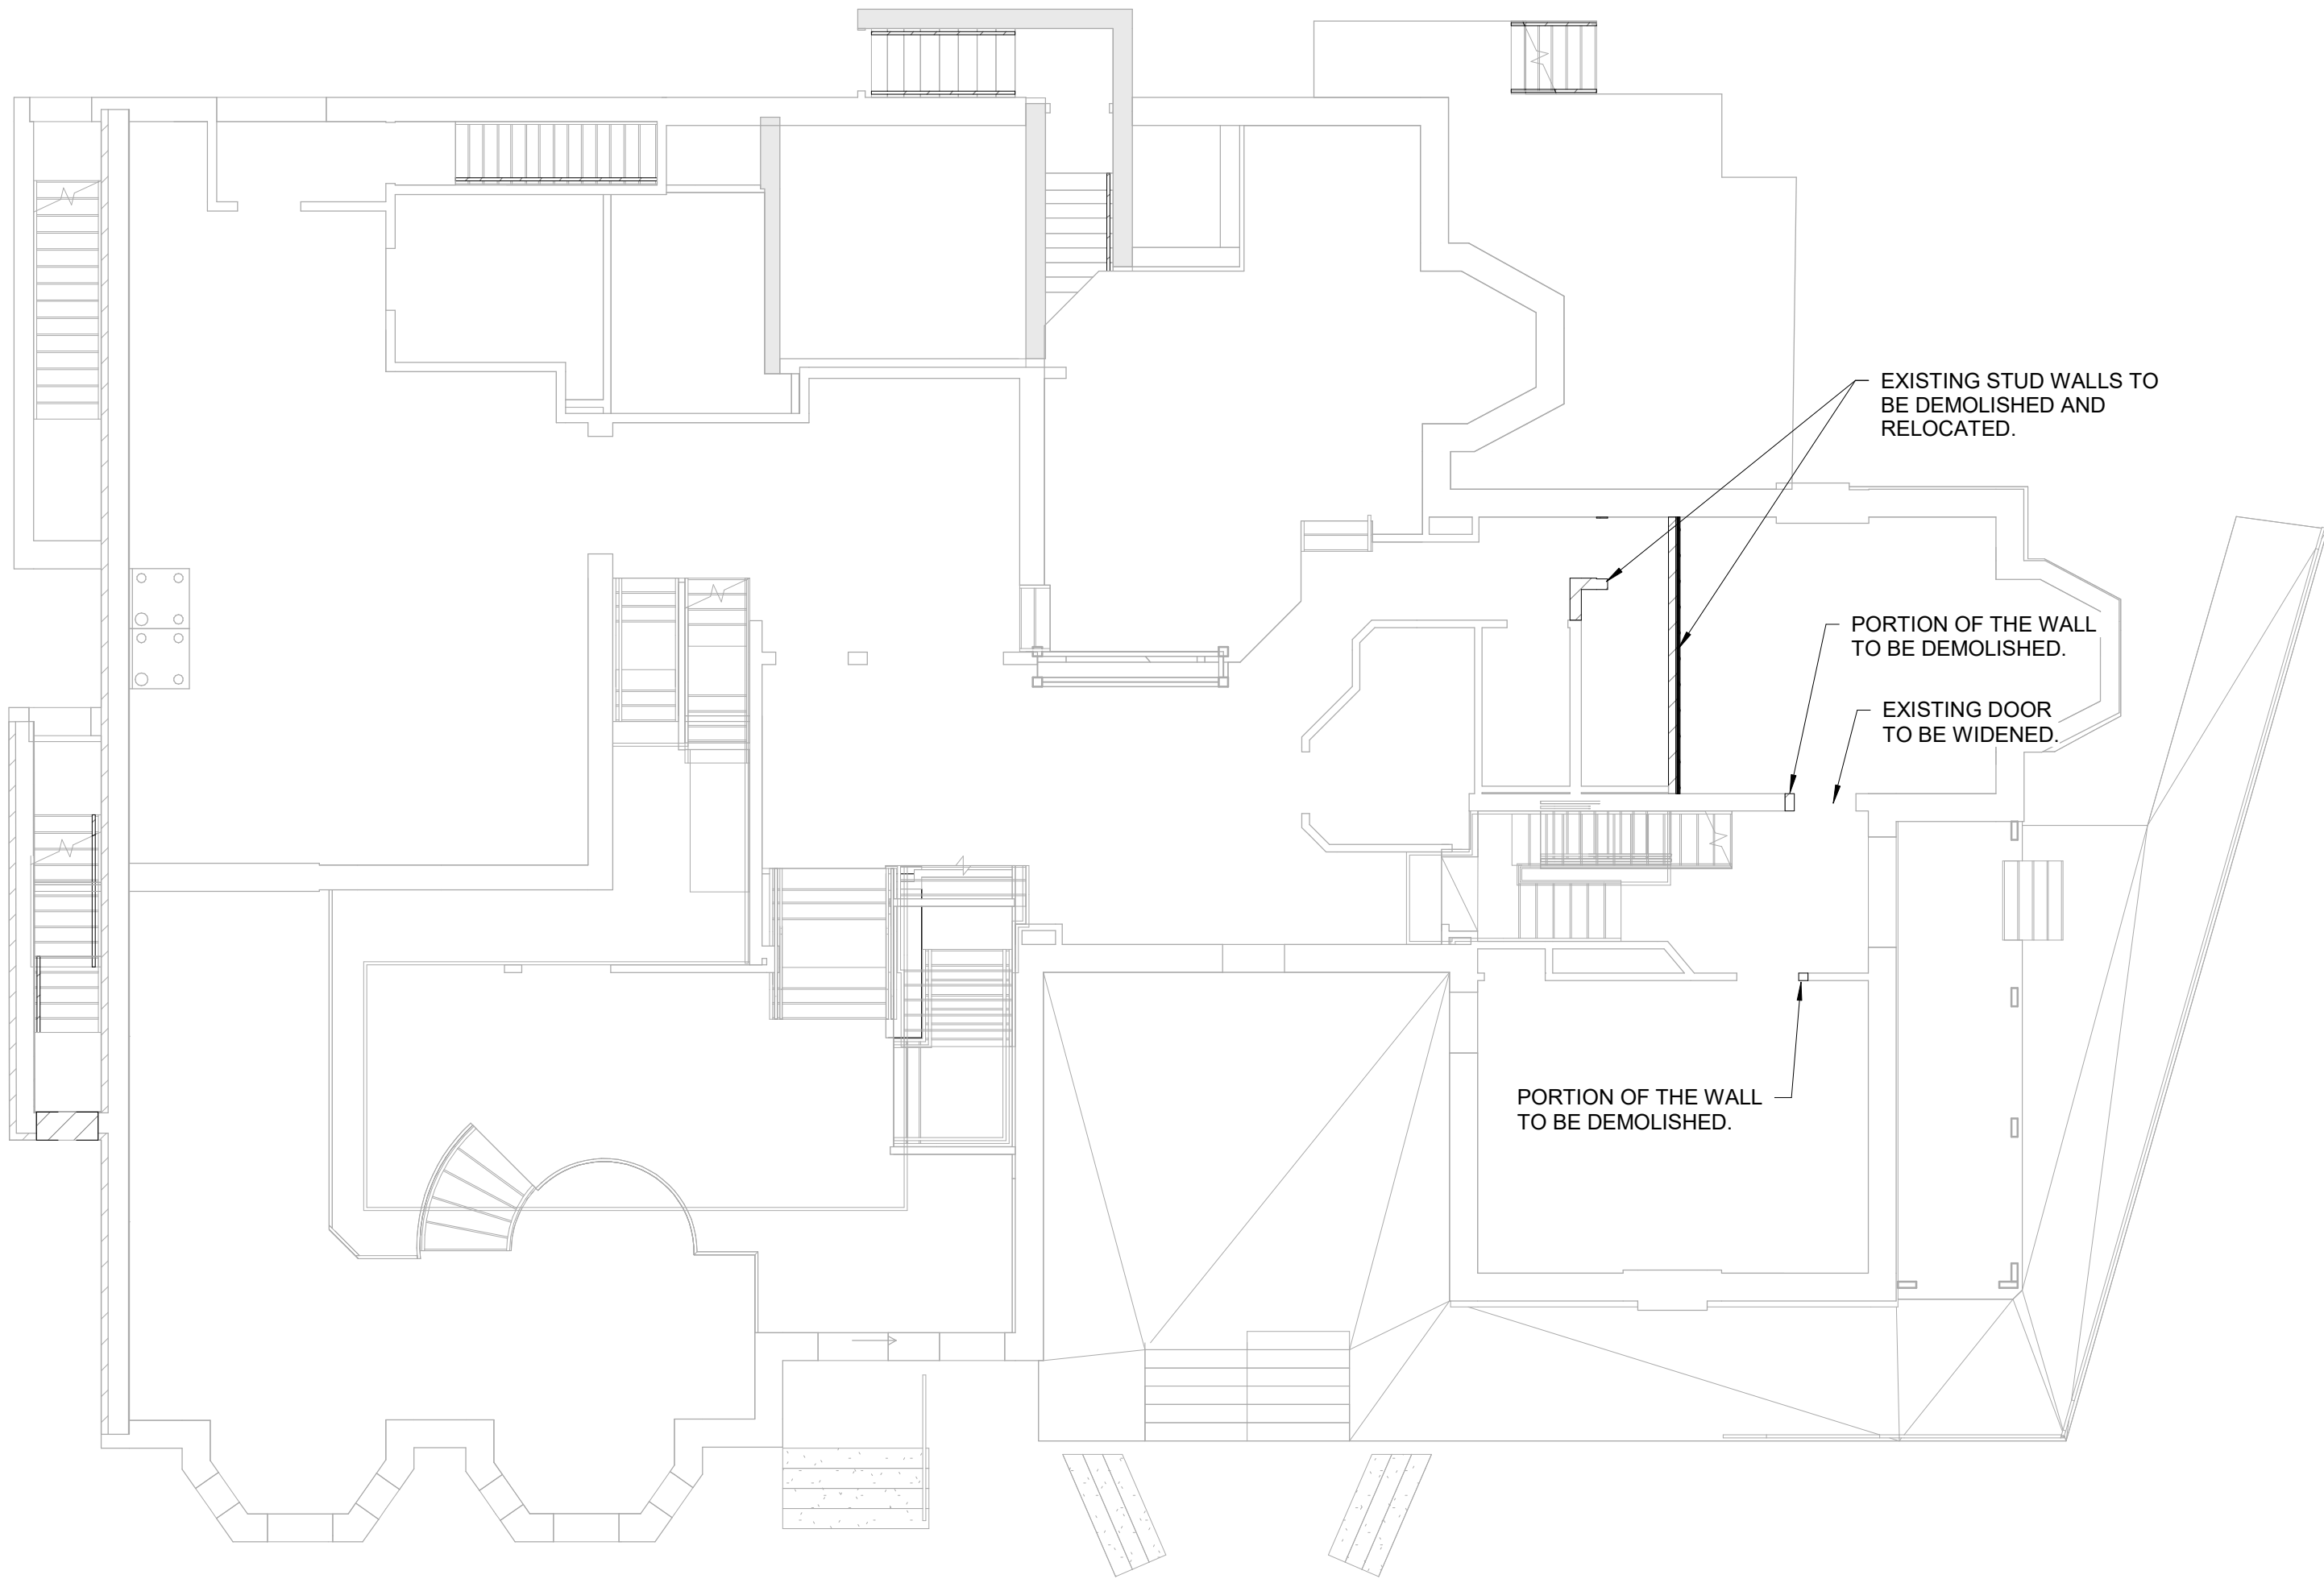 EXISTING STUD WALLS TO
BE DEMOLISHED AND
RELOCATED.
PORTION OF THE WALL
TO BE DEMOLISHED.
EXISTING DOOR
TO BE WIDENED.
PORTION OF THE WALL
TO BE DEMOLISHED.